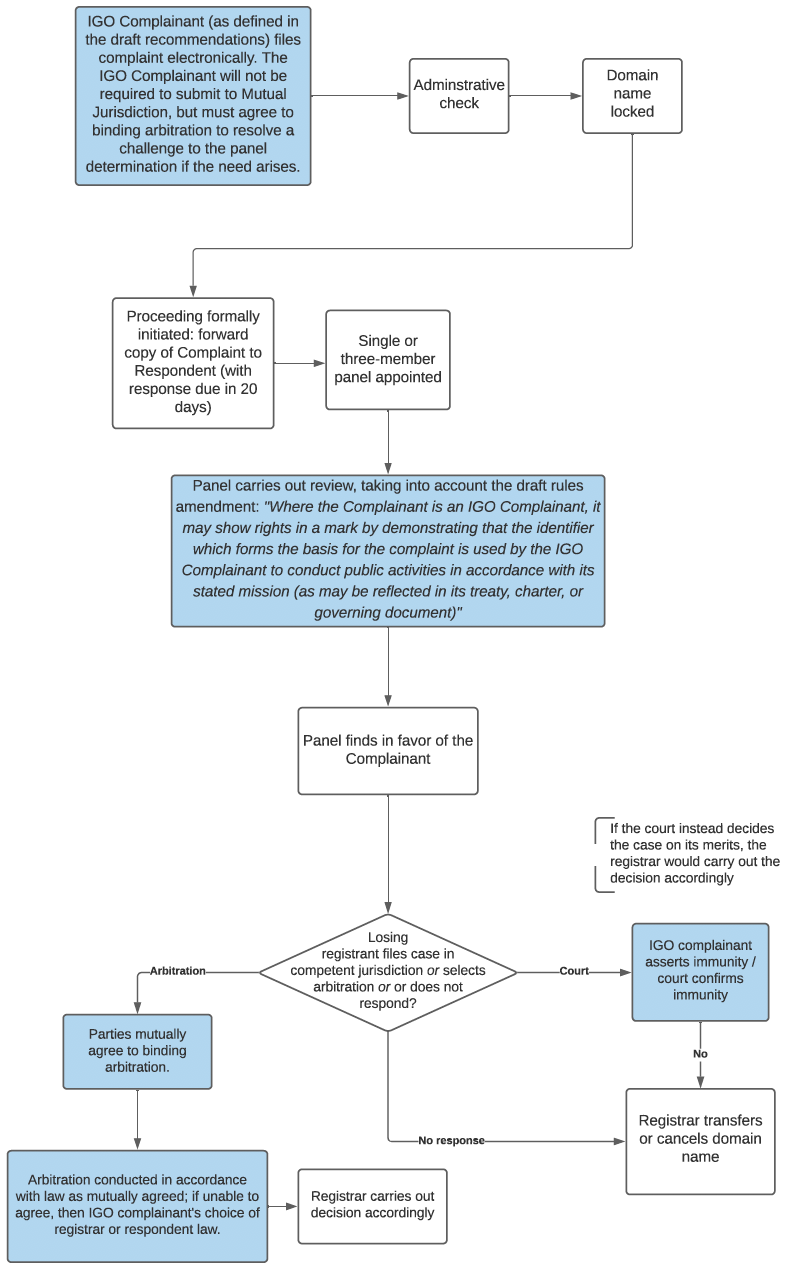 IGO Complainant (as defined in
the draft recommendations) files
complaint electronically. The
IGO Complainant will not be
required to submit to Mutual
Jurisdiction, but must agree to
binding arbitration to resolve a
challenge to the panel
determination if the need arises.
Adminstrative
check
Domain
name
locked
Proceeding formally
initiated: forward
copy of Complaint to
Respondent (with
response due in 20
days)
Single or
three-member
panel appointed
Panel carries out review, taking into account the draft rules
amendment: "Where the Complainant is an IGO Complainant, it
may show rights in a mark by demonstrating that the identifier
which forms the basis for the complaint is used by the IGO
Complainant to conduct public activities in accordance with its
stated mission (as may be reflected in its treaty, charter, or
governing document)"
Panel finds in favor of the
Complainant
If the court instead decides
the case on its merits, the
registrar would carry out the
decision accordingly
Losing
registrant files case in
competent jurisdiction or selects
arbitration or or does not
respond?
Arbitration
Court
IGO complainant
asserts immunity /
court confirms
immunity
Parties mutually
agree to binding
arbitration.
No
No response
Registrar transfers
or cancels domain
name
Arbitration conducted in accordance
with law as mutually agreed; if unable to
agree, then IGO complainant's choice of
registrar or respondent law.
Registrar carries out
decision accordingly